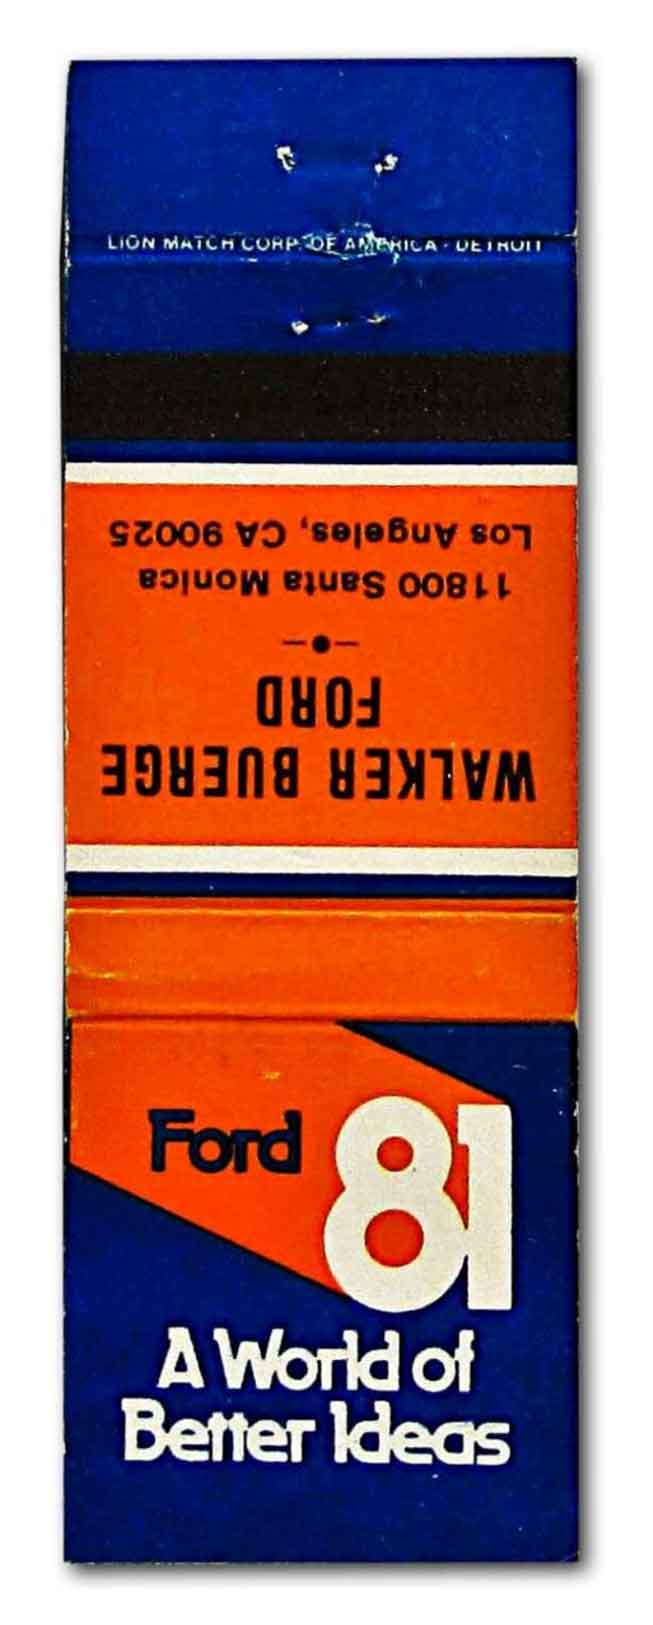 LION MATCH CORP. OF AMERICA - DETROIT
WALKER BUERGE
FORD
11800 Santa Monica
Los Angeles, CA 90025
Ford 81
A World of
Better Ideas